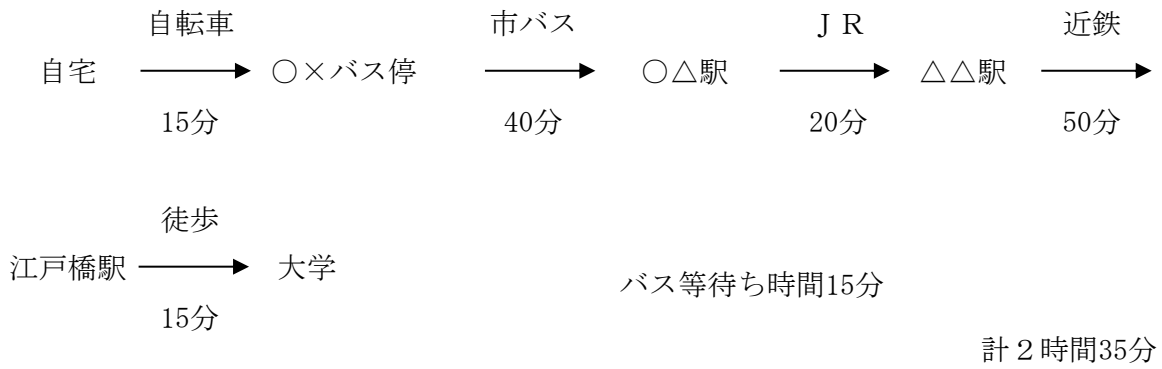 自転車 市バス ＪＲ 近鉄
自宅 ○×バス停 ○△駅 △△駅
15分 40分 20分 50分
徒歩
江戸橋駅 大学
バス等待ち時間15分
15分
計２時間35分